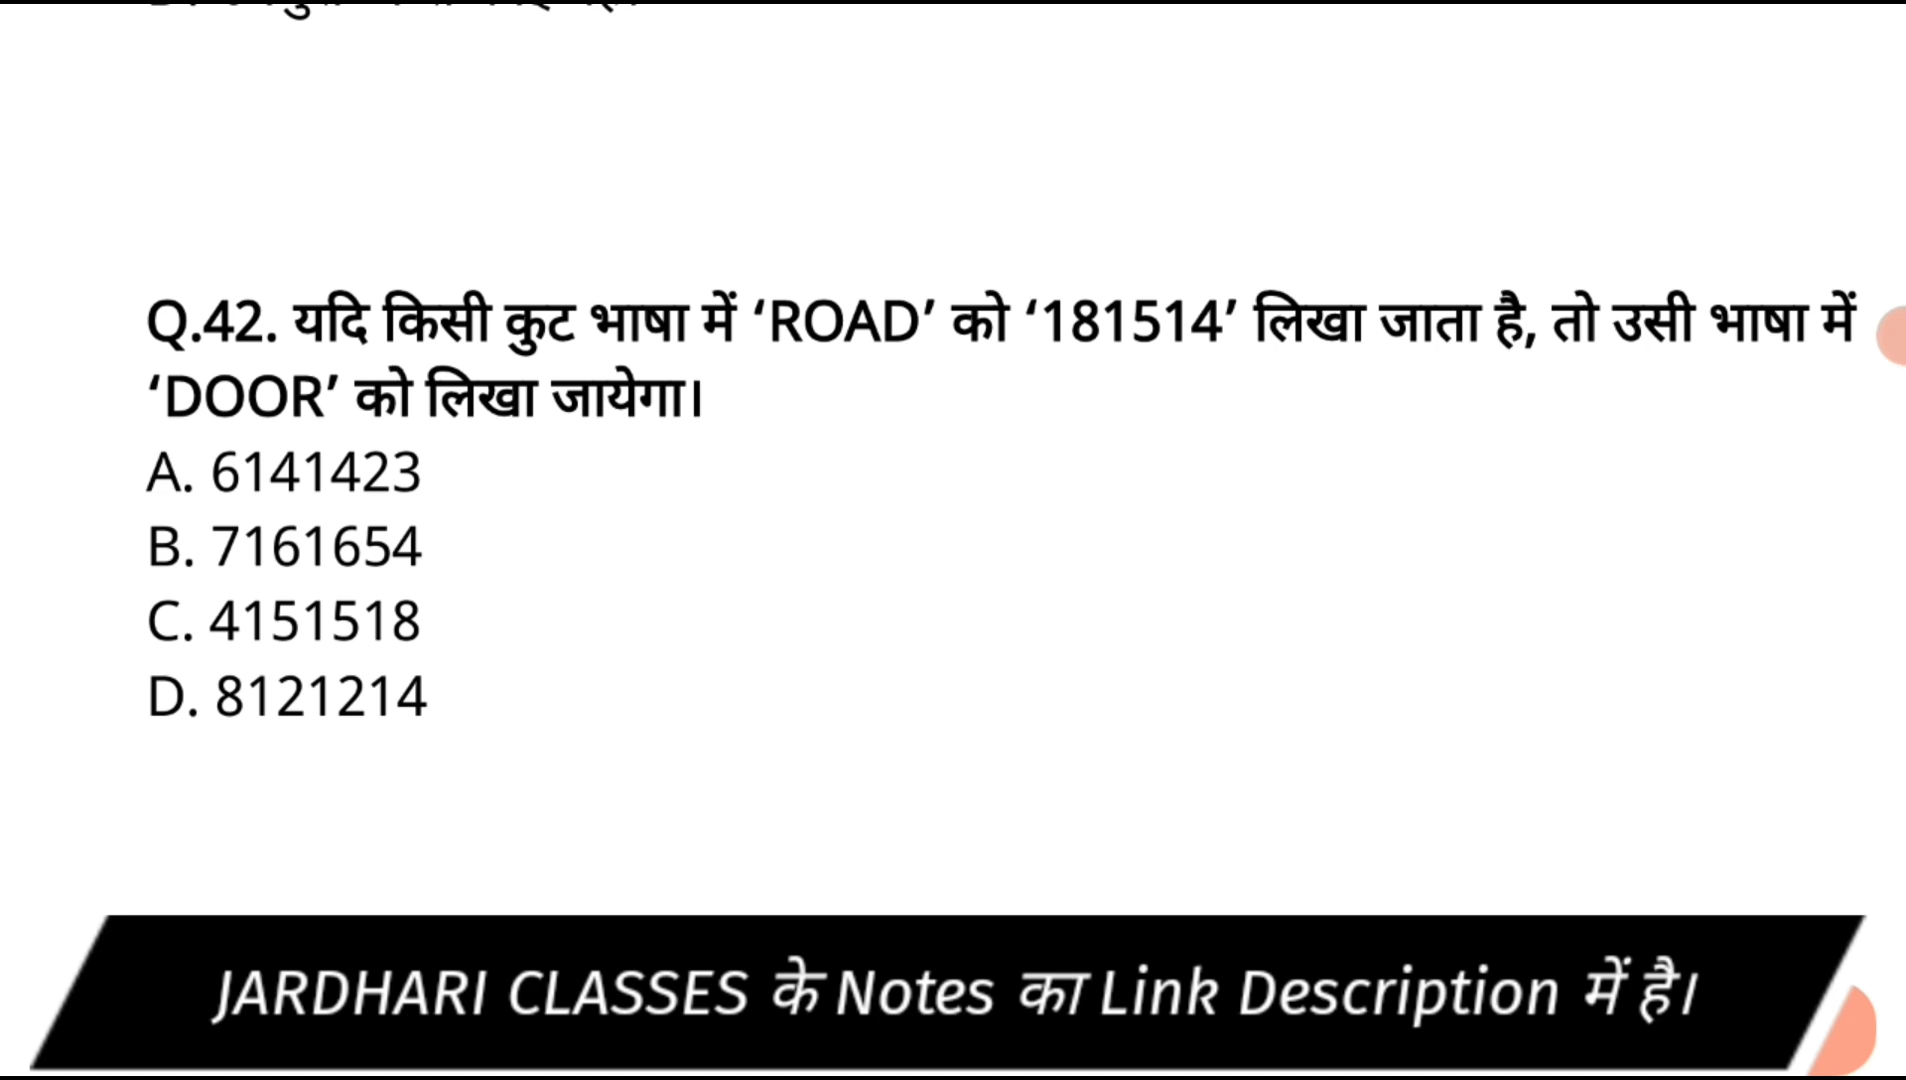 Q.42. यदि किसी कुट भाषा में ‘ROAD’ को ‘181514’ लिखा जाता है, तो उसी भाषा में
‘DOOR’ को लिखा जायेगा।
A. 6141423
B. 7161654
C. 4151518
D. 8121214
JARDHARI CLASSES के Notes का Link Description में है।